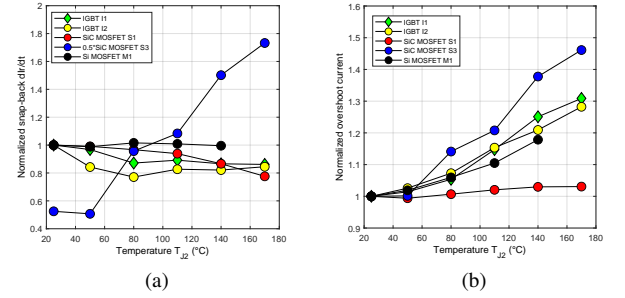 Normalized snap-back dIr/dt
2
1.8
1.6
1.4
1.2
1
0.8
0.6
0.4
IGBT I1
IGBT I2
SiC MOSFET S1
0.5*SiC MOSFET S3
Si MOSFET M1
20 40 60 80 100 120 140 160 180
Temperature T_J2 (°C)
(a)
Normalized overshoot current
1.6
1.5
1.4
1.3
1.2
1.1
1
0.9
IGBT I1
IGBT I2
SiC MOSFET S1
SiC MOSFET S3
Si MOSFET M1
20 40 60 80 100 120 140 160 180
Temperature T_J2 (°C)
(b)